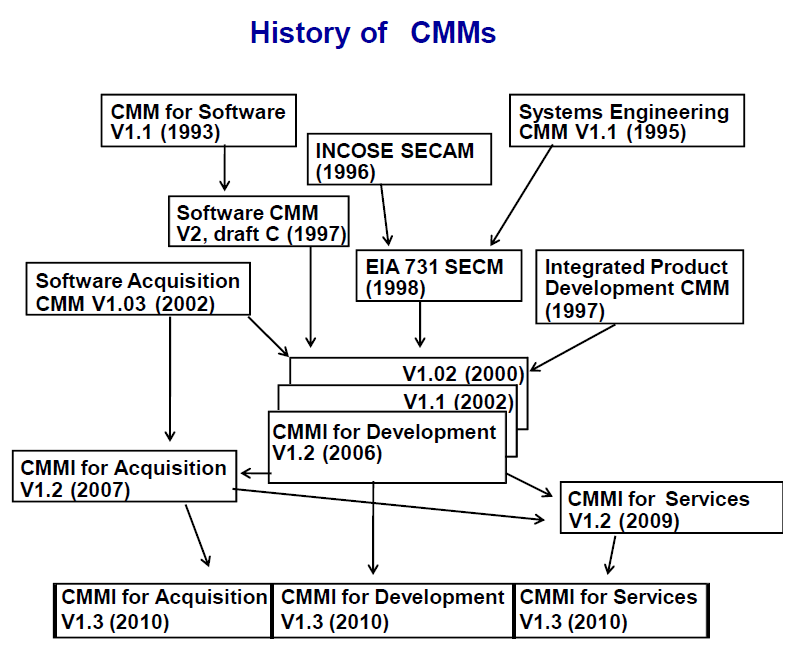 History of CMMs
CMM for Software
V1.1 (1993)
Systems Engineering
CMM V1.1 (1995)
INCOSE SECAM
(1996)
Software CMM
V2, draft C (1997)
EIA 731 SECM
(1998)
Integrated Product
Development CMM
(1997)
Software Acquisition
CMM V1.03 (2002)
V1.02 (2000)
V1.1 (2002)
CMMI for Development
V1.2 (2006)
CMMI for Acquisition
V1.2 (2007)
CMMI for Services
V1.2 (2009)
CMMI for Acquisition
V1.3 (2010)
CMMI for Development
V1.3 (2010)
CMMI for Services
V1.3 (2010)